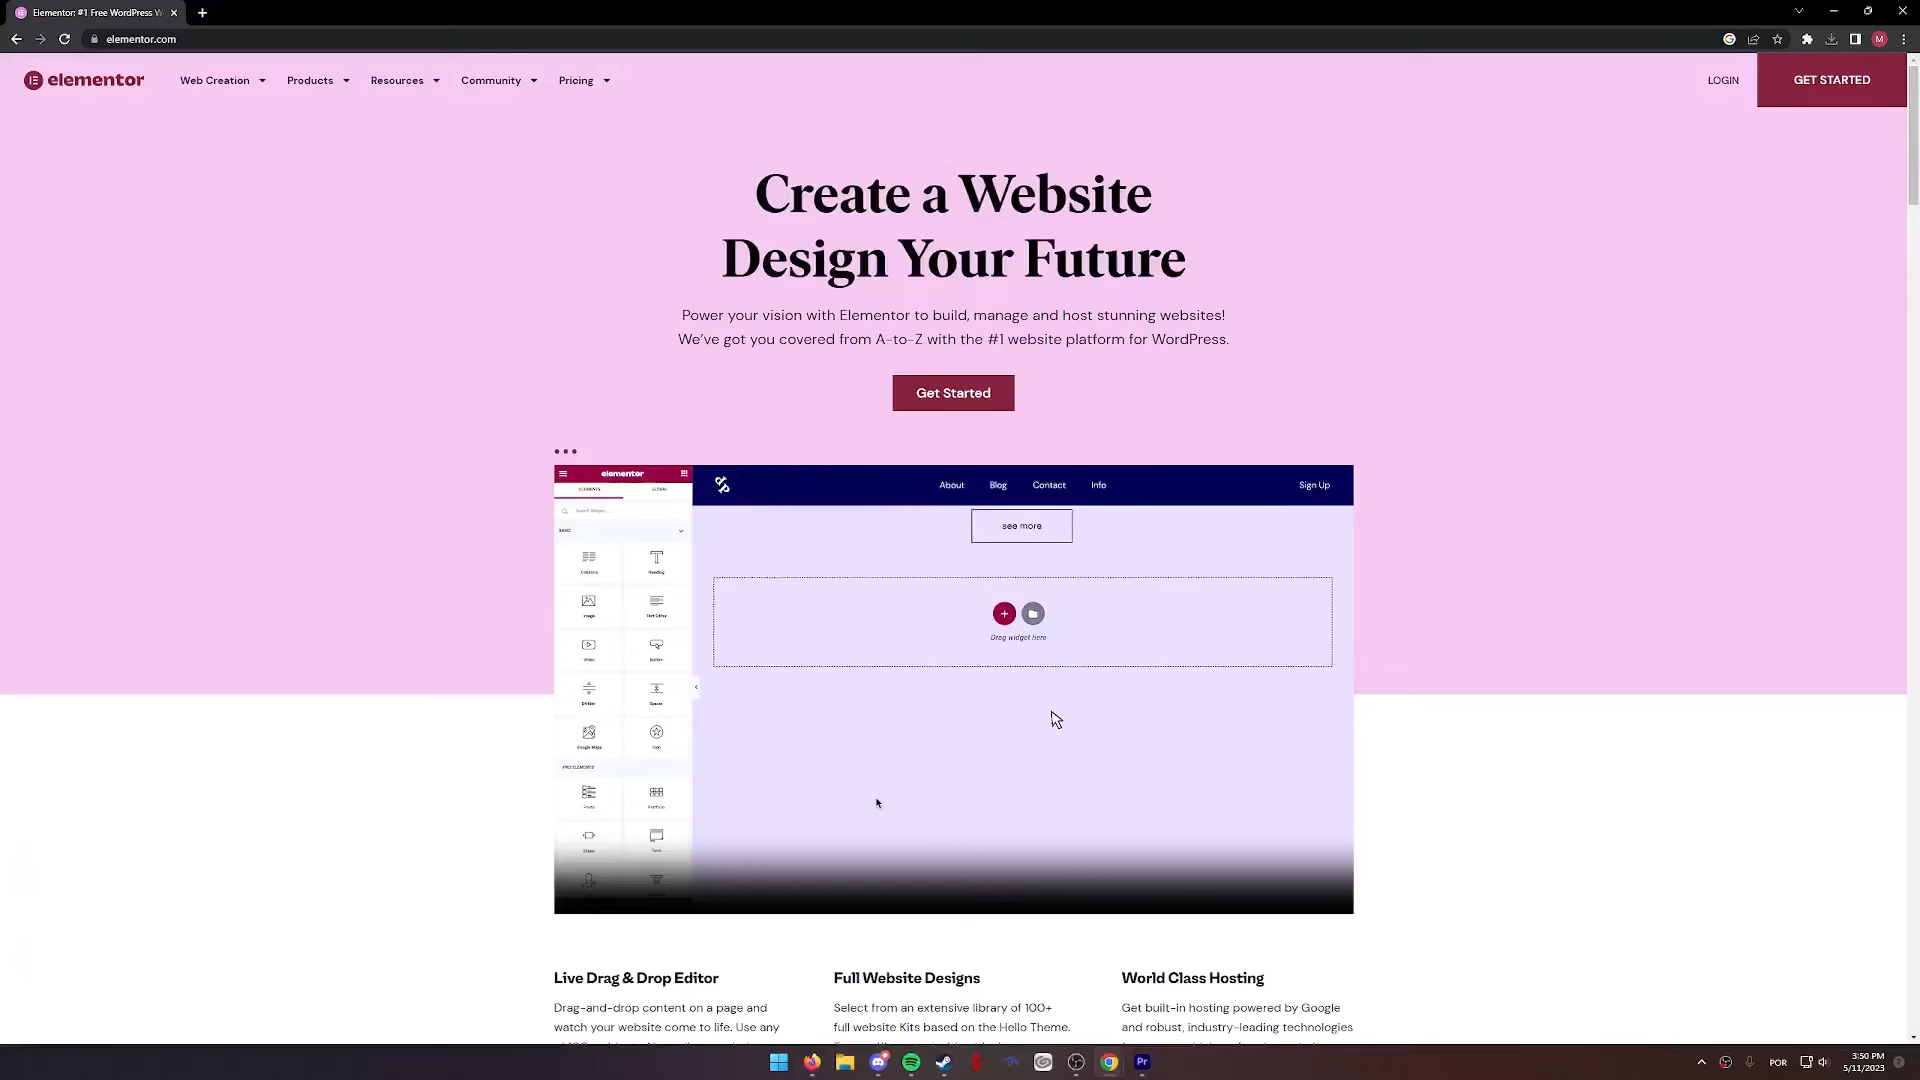 Elementor: #1 Free WordPress W
elementor.com
M
elementor
Web Creation
Products
Resources
Community
Pricing
LOGIN
GET STARTED
Create a Website
Design Your Future
Power your vision with Elementor to build, manage and host stunning websites!
We've got you covered from A-to-Z with the #1 website platform for WordPress.
Get Started
elementor
ELEMENTS
GLOBAL
Search Widget...
BASIC
Columns
Heading
Image
Text Editor
Video
Button
Divider
Spacer
Google Maps
Icon
PRO ELEMENTS
Posts
Portfolio
Slides
Form
About
Blog
Contact
Info
Sign Up
see more
Drag widget here
Live Drag & Drop Editor
Drag-and-drop content on a page and
watch your website come to life. Use any
Full Website Designs
Select from an extensive library of 100+
full website Kits based on the Hello Theme.
World Class Hosting
Get built-in hosting powered by Google
and robust, industry-leading technologies
Pr
POR
3:50 PM
5/11/2023